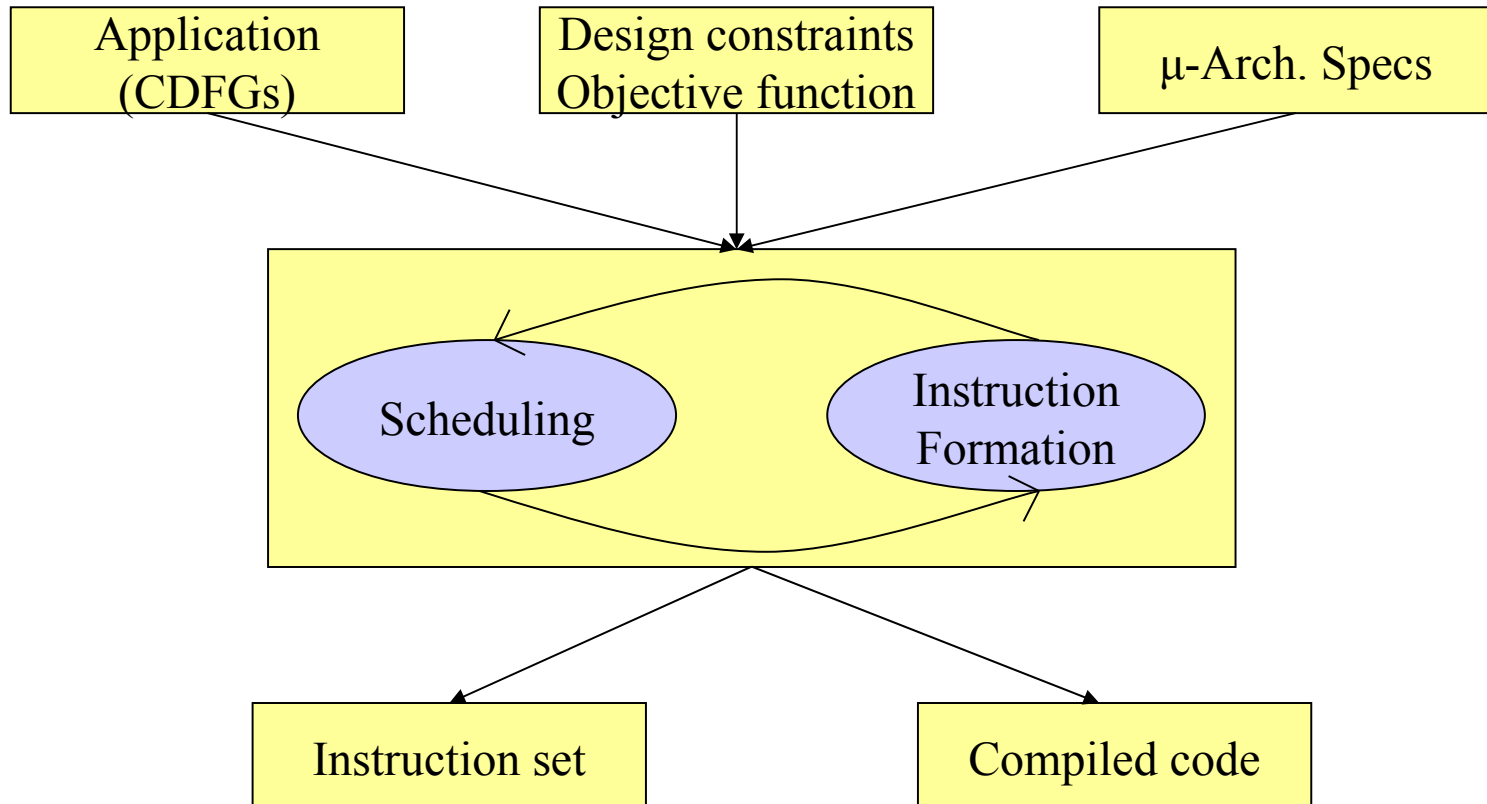 Application
(CDFGs)
Design constraints
Objective function
μ-Arch. Specs
Scheduling
Instruction
Formation
Instruction set
Compiled code